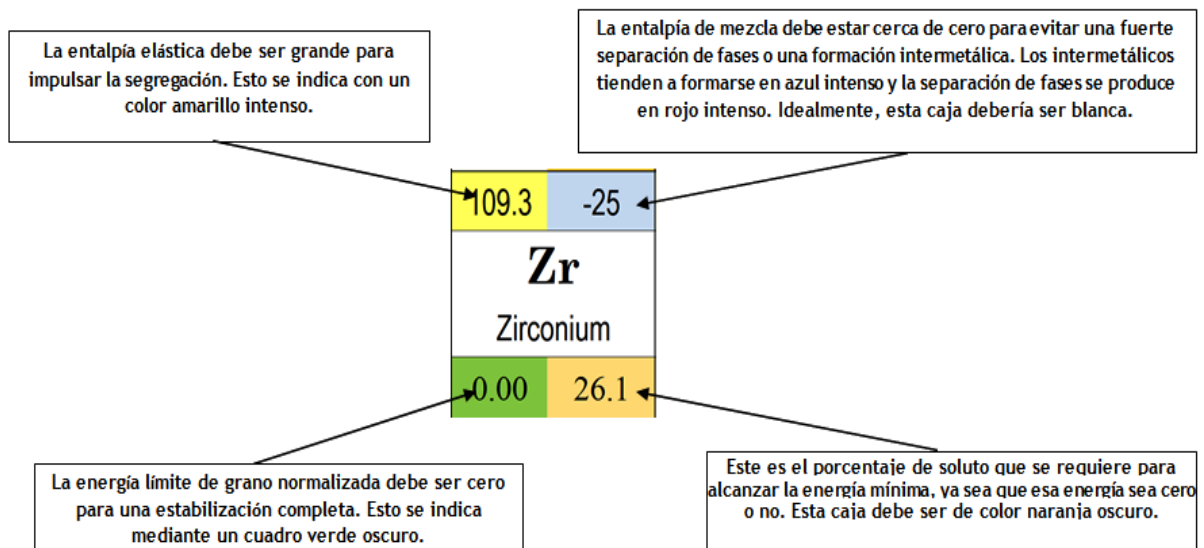 La entalpía elástica debe ser grande para
impulsar la segregación. Esto se indica con un
color amarillo intenso.
La entalpía de mezcla debe estar cerca de cero para evitar una fuerte
separación de fases o una formación intermetálica. Los intermetálicos
tienden a formarse en azul intenso y la separación de fases se produce
en rojo intenso. Idealmente, esta caja debería ser blanca.
109.3 -25
Zr
Zirconium
0.00 26.1
La energía límite de grano normalizada debe ser cero
para una estabilización completa. Esto se indica
mediante un cuadro verde oscuro.
Este es el porcentaje de soluto que se requiere para
alcanzar la energía mínima, ya sea que esa energía sea cero
o no. Esta caja debe ser de color naranja oscuro.